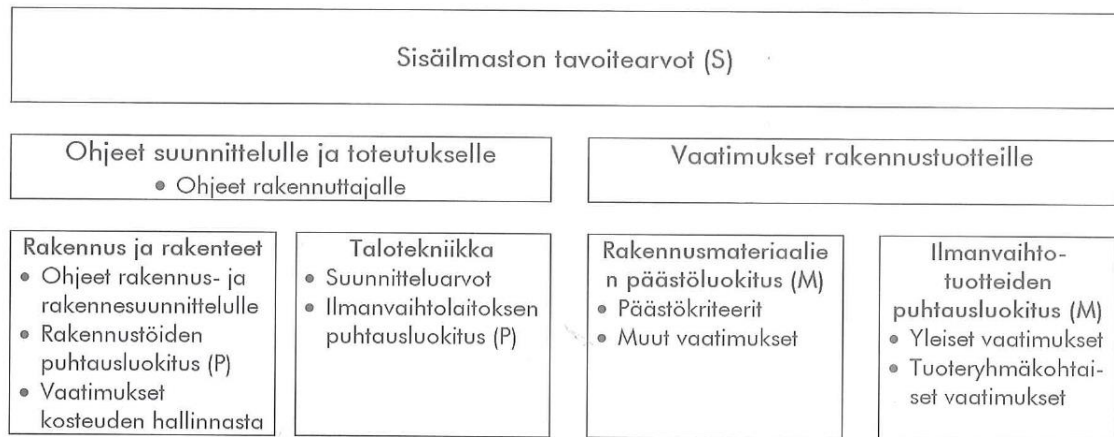 Sisäilmaston tavoitearvot (S)
Ohjeet suunnittelulle ja toteutukselle
• Ohjeet rakennuttajalle
Vaatimukset rakennustuotteille
Rakennus ja rakenteet
• Ohjeet rakennus- ja
rakennesuunnittelulle
• Rakennustöiden
puhtausluokitus (P)
• Vaatimukset
kosteuden hallinnasta
Talotekniikka
• Suunnitteluarvot
• Ilmanvaihtolaitoksen
puhtausluokitus (P)
Rakennusmateriaalie
n päästöluokitus (M)
• Päästökriteerit
• Muut vaatimukset
Ilmanvaihto-
tuotteiden
puhtausluokitus (M)
• Yleiset vaatimukset
• Tuoteryhmäkohtai-
set vaatimukset